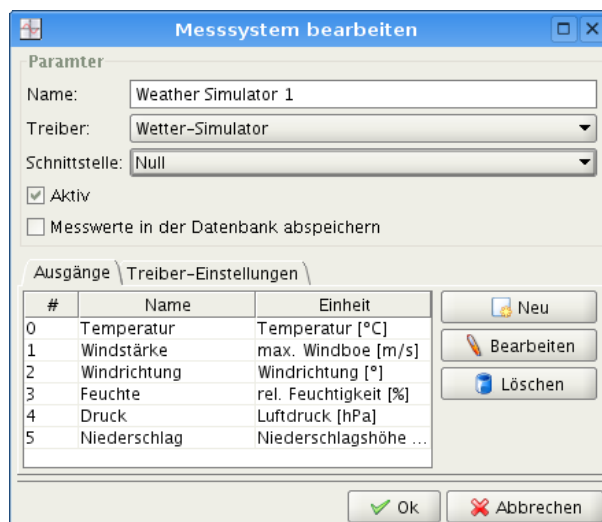 Messsystem bearbeiten
Paramter
Name: Weather Simulator 1
Treiber: Wetter-Simulator
Schnittstelle: Null
Aktiv
Messwerte in der Datenbank abspeichern
Ausgänge Treiber-Einstellungen
# Name Einheit
0 Temperatur Temperatur [°C]
1 Windstärke max. Windboe [m/s]
2 Windrichtung Windrichtung [°]
3 Feuchte rel. Feuchtigkeit [%]
4 Druck Luftdruck [hPa]
5 Niederschlag Niederschlagshöhe ...
Neu
Bearbeiten
Löschen
Ok Abbrechen